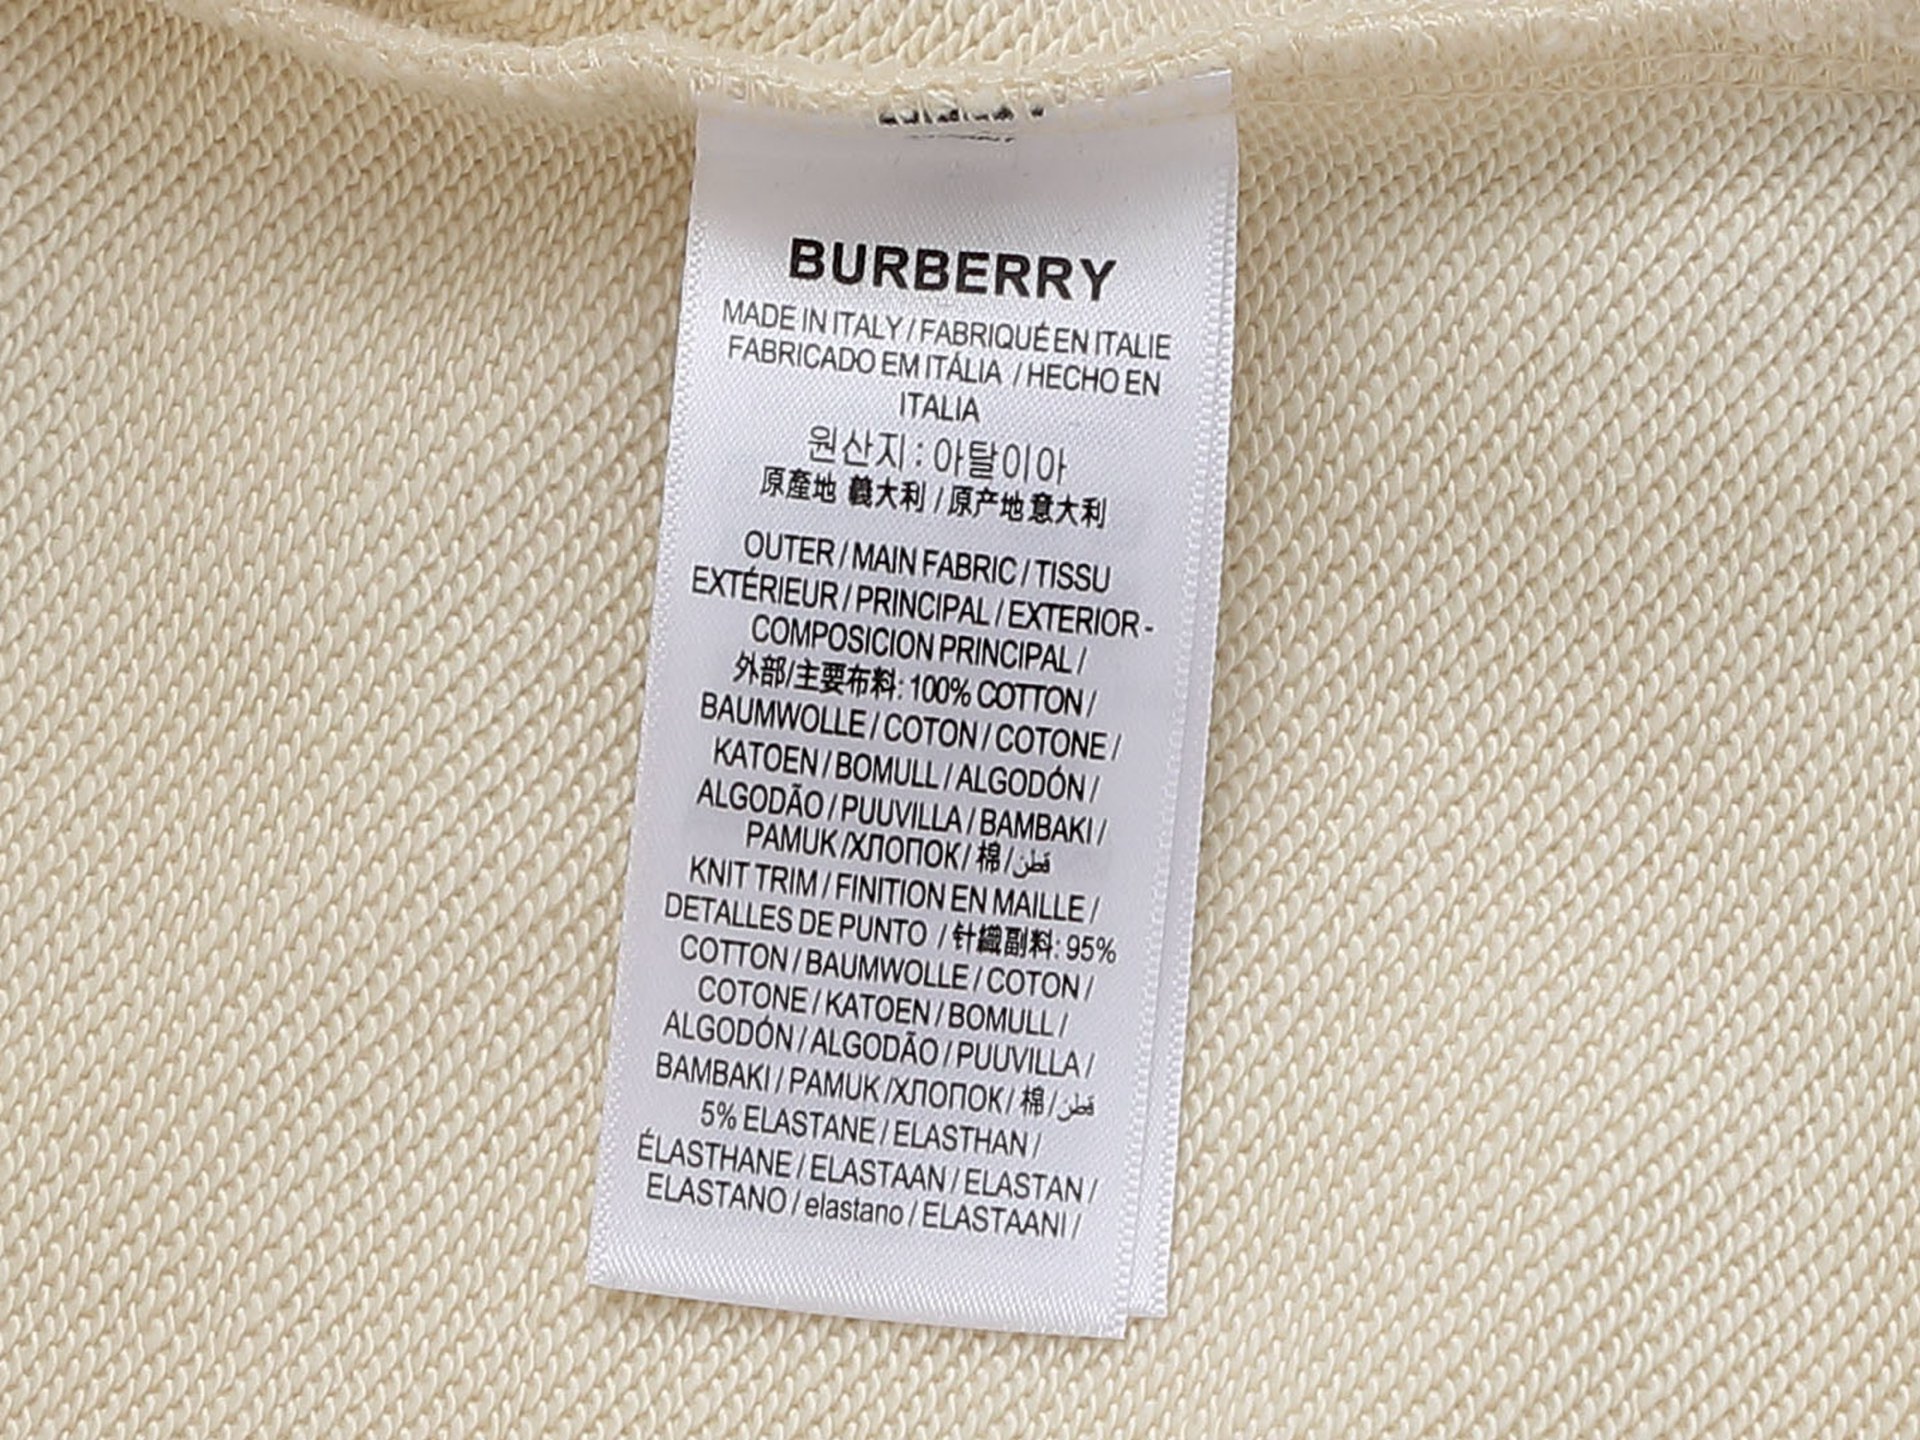 BURBERRY
MADE IN ITALY / FABRIQUÉ EN ITALIE
FABRICADO EM ITÁLIA / HECHO EN
ITALIA
원산지 : 아탈이아
原產地 義大利 / 原产地意大利
OUTER / MAIN FABRIC / TISSU
EXTÉRIEUR / PRINCIPAL / EXTERIOR -
COMPOSICION PRINCIPAL /
外部/主要布料: 100% COTTON /
BAUMWOLLE / COTON / COTONE /
KATOEN / BOMULL / ALGODÓN /
ALGODÃO / PUUVILLA / BAMBAKI /
PAMUK /ХЛОПОК / 棉 / قطن
KNIT TRIM / FINITION EN MAILLE /
DETALLES DE PUNTO / 针織副料: 95%
COTTON / BAUMWOLLE / COTON /
COTONE / KATOEN / BOMULL /
ALGODÓN / ALGODÃO / PUUVILLA /
BAMBAKI / PAMUK /ХЛОПОК / 棉 / قطن
5% ELASTANE / ELASTHAN /
ÉLASTHANE / ELASTAAN / ELASTAN /
ELASTANO / elastano / ELASTAANI /